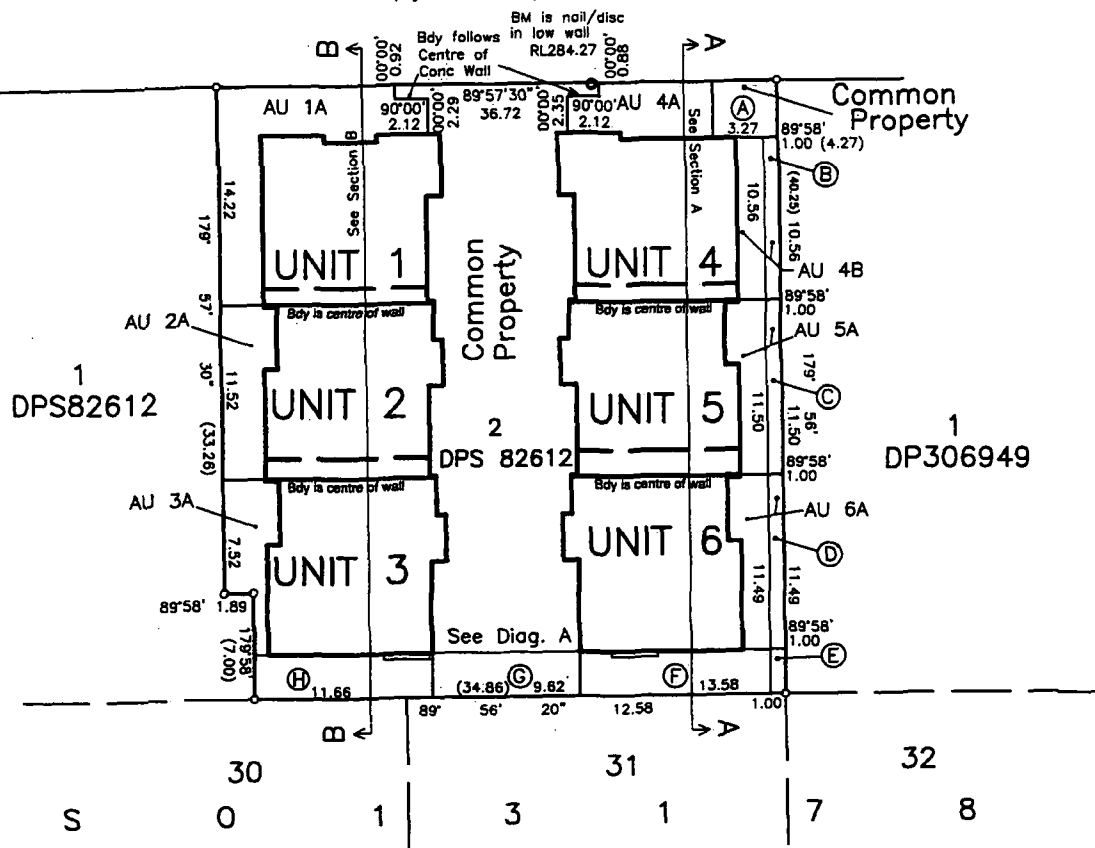 BM is nail/disc
in low wall
RL284.27
Bdy follows
Centre of
Conc Wall
B
A
00'00'
0.92
00'00'
0.88
AU 1A
90°00'
2.12
00'00'
2.29
89°57'30"
36.72
00'00'
2.35
90°00'
2.12
AU 4A
A
3.27
Common
Property
89°58'
1.00 (4.27)
B
See Section B
See Section A
14.22
179°
57'
30"
(33.26)
10.56
(40.25) 10.56
UNIT 1
UNIT 4
AU 4B
Common
Property
Bdy is centre of wall
Bdy is centre of wall
89°58'
1.00
AU 2A
AU 5A
1
DPS82612
11.52
UNIT 2
2
DPS 82612
UNIT 5
11.50
179°
56'
11.50
C
1
DP306949
Bdy is centre of wall
Bdy is centre of wall
89°58'
1.00
AU 3A
AU 6A
7.52
UNIT 3
UNIT 6
11.49
11.49
D
89°58' 1.89
179°58'
(7.00)
See Diag. A
89°58'
1.00
E
H
11.66
(34.86)
G
9.62
F
13.58
89° 56' 20"
12.58
1.00
B
A
30
31
32
S O 1 3 1 7 8